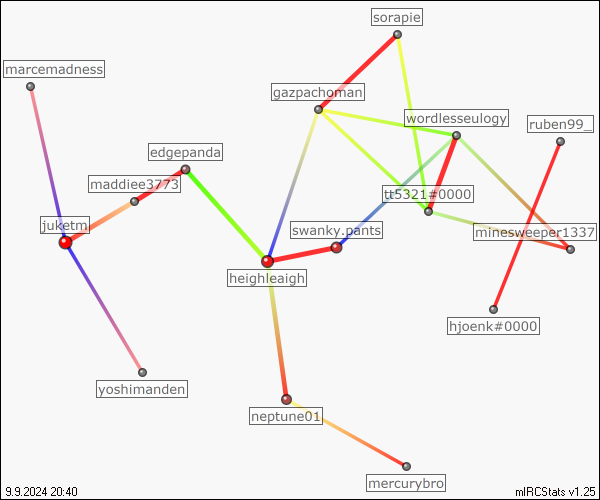 sorapie
marcemadness
gazpachoman
wordlesseulogy
ruben99_
edgepanda
maddiee3773
tt5321#0000
juketm
swanky.pants
minesweeper1337
heighleaigh
hjoenk#0000
yoshimanden
neptune01
mercurybro
9.9.2024 20:40
mIRCStats v1.25